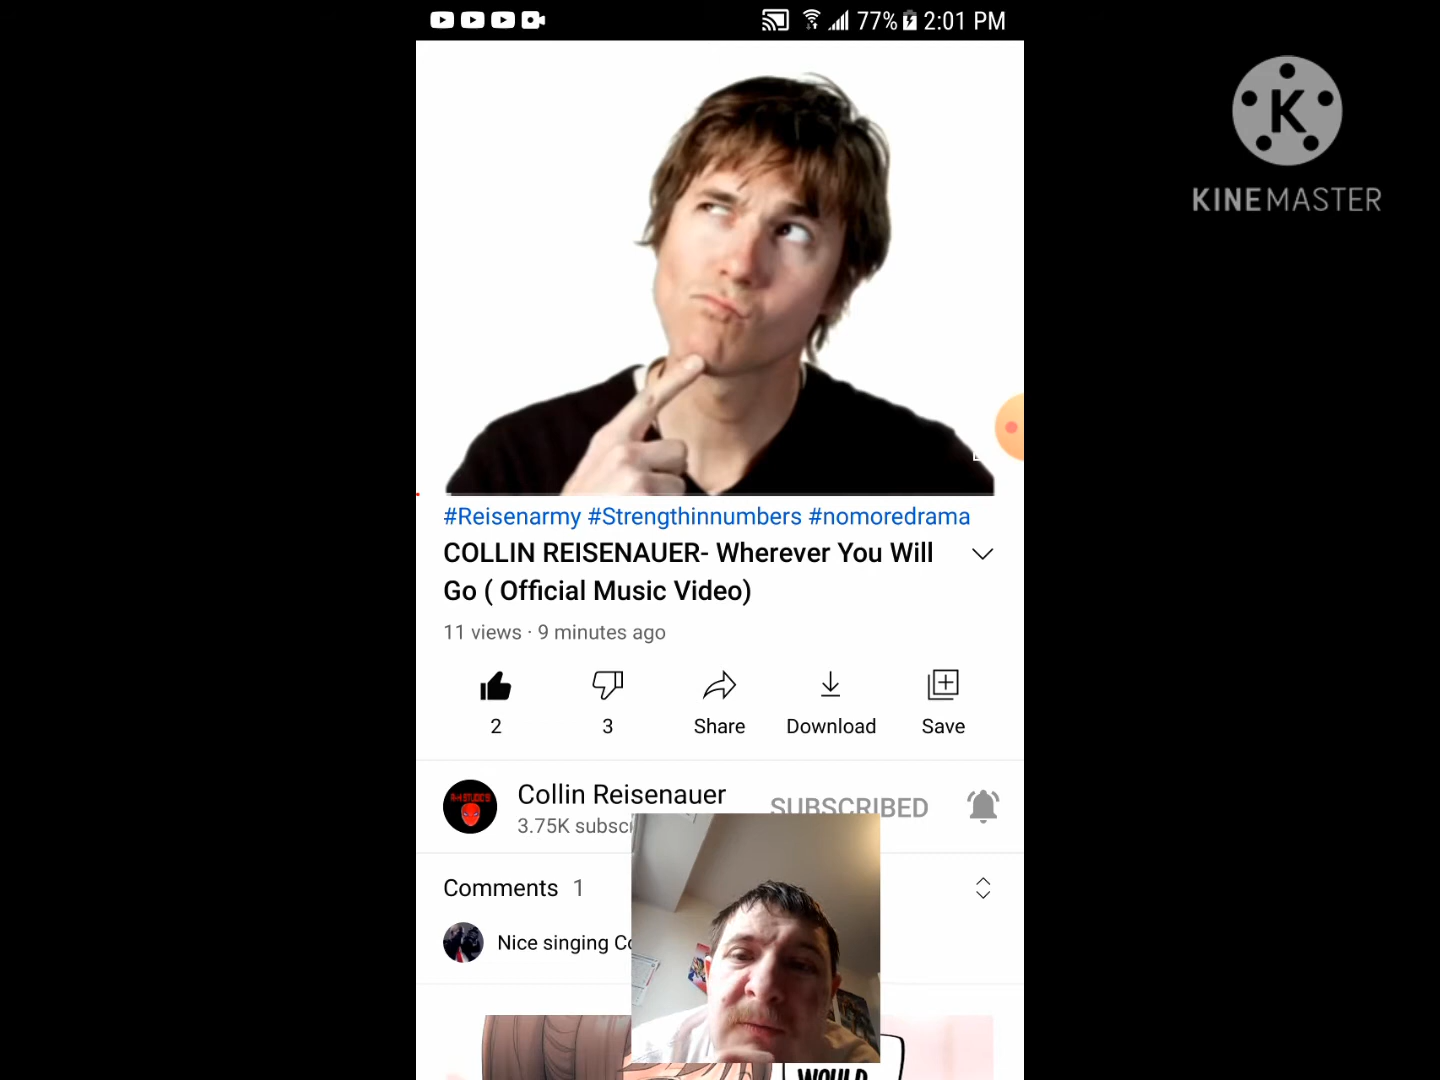 77% 2:01 PM
K
KINEMASTER
#Reisenarmy #Strengthinnumbers #nomoredrama
COLLIN REISENAUER- Wherever You Will
Go ( Official Music Video)
11 views · 9 minutes ago
2
3
Share
Download
Save
Collin Reisenauer
SUBSCRIBED
3.75K
Comments 1
Nice singing
WOULD